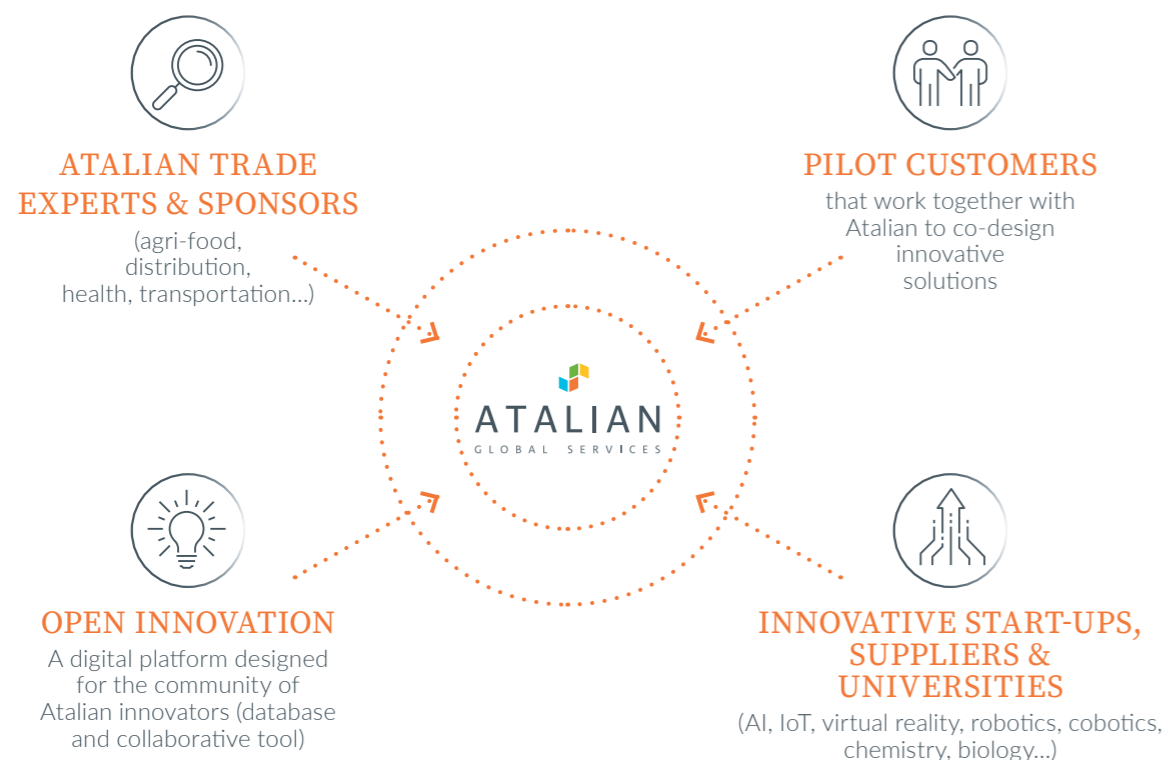 ATALIAN TRADE
EXPERTS & SPONSORS
(agri-food,
distribution,
health, transportation...)
PILOT CUSTOMERS
that work together with
Atalian to co-design
innovative
solutions
ATALIAN
GLOBAL SERVICES
OPEN INNOVATION
A digital platform designed
for the community of
Atalian innovators (database
and collaborative tool)
INNOVATIVE START-UPS,
SUPPLIERS &
UNIVERSITIES
(AI, IoT, virtual reality, robotics, cobotics,
chemistry, biology...)